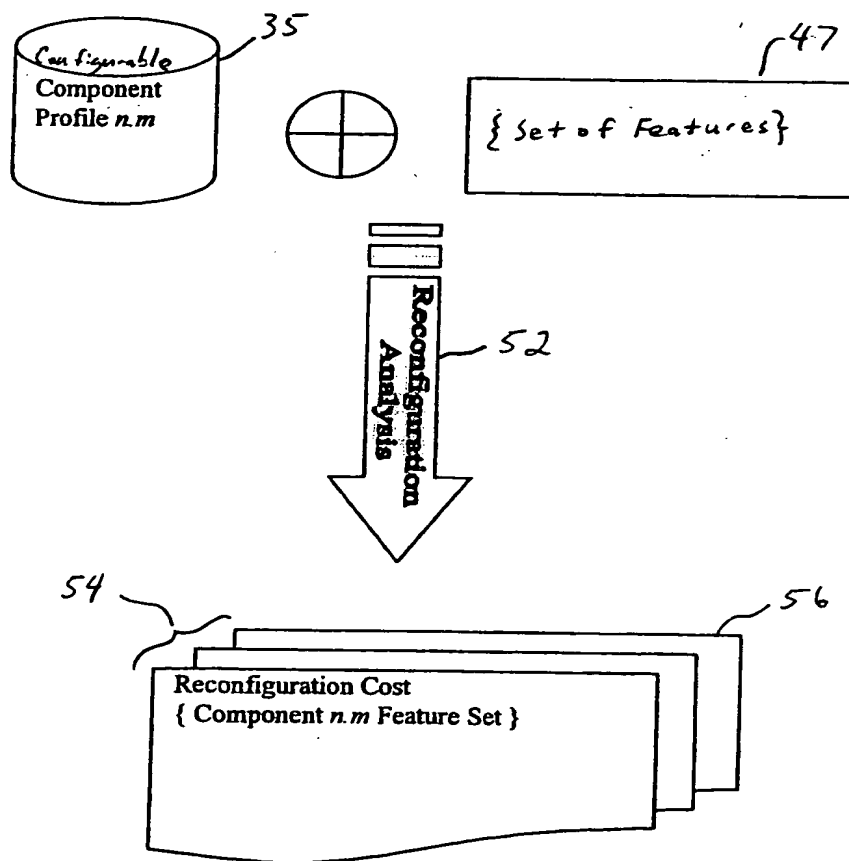 35
47
Configurable
Component
Profile n.m
{ Set of Features}
Reconfiguration
Analysis
52
54
56
Reconfiguration Cost
{ Component n.m Feature Set }